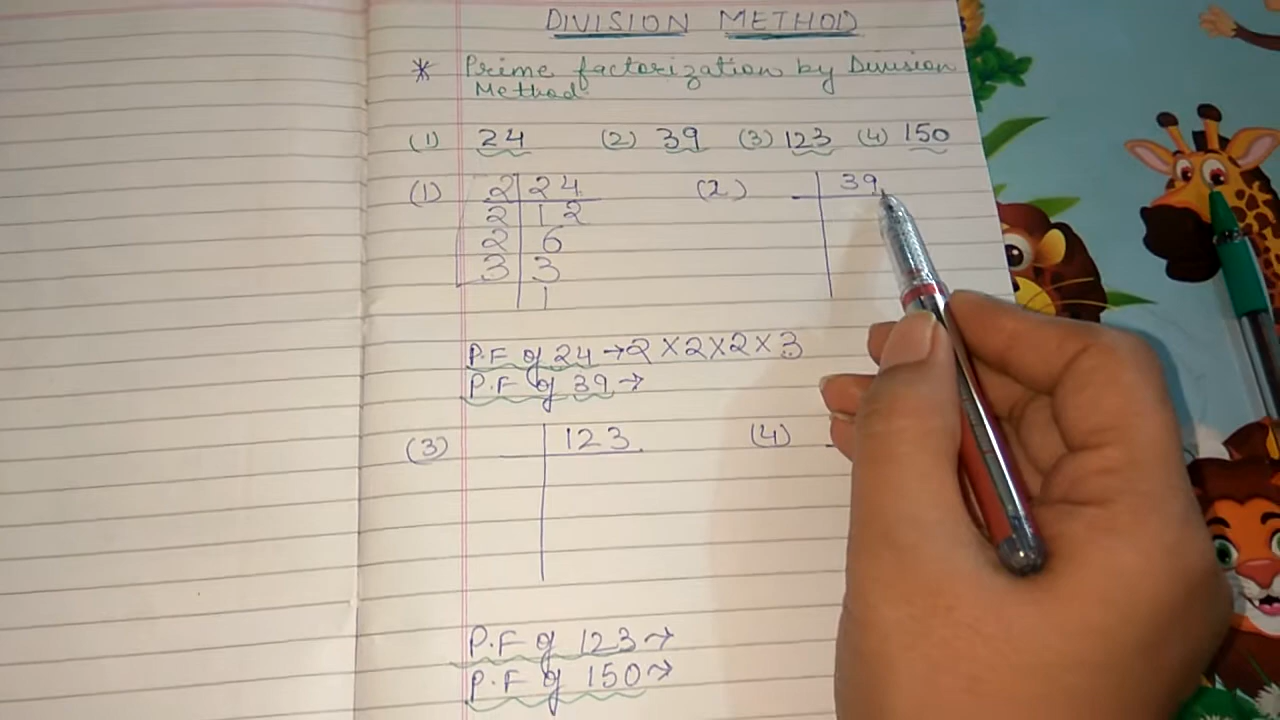 DIVISION METHOD
* Prime factorization by Division
Method.
(1) 24 (2) 39 (3) 123 (4) 150
(1) 2 | 24 (2) | 39
2 | 12
2 | 6
3 | 3
| 1
P.F of 24 → 2 × 2 × 2 × 3
P.F of 39 →
(3) | 123 (4)
P.F of 123 →
P.F of 150 →